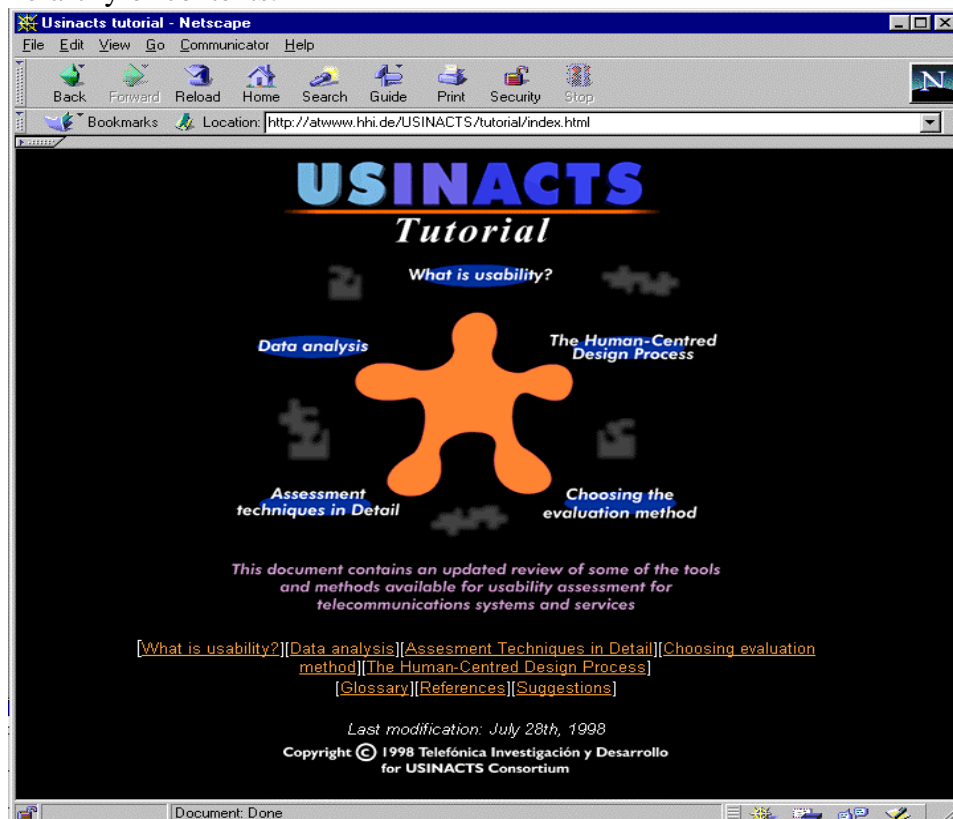 Usinacts tutorial - Netscape
File Edit View Go Communicator Help
Back Forward Reload Home Search Guide Print Security Stop
N
Bookmarks Location: http://atwww.hhi.de/USINACTS/tutorial/index.html
USINACTS
Tutorial
What is usability?
Data analysis
The Human-Centred
Design Process
Assessment
techniques in Detail
Choosing the
evaluation method
This document contains an updated review of some of the tools
and methods available for usability assessment for
telecommunications systems and services
[What is usability?][Data analysis][Assesment Techniques in Detail][Choosing evaluation
method][The Human-Centred Design Process]
[Glossary][References][Suggestions]
Last modification: July 28th, 1998
Copyright © 1998 Telefónica Investigación y Desarrollo
for USINACTS Consortium
Document: Done